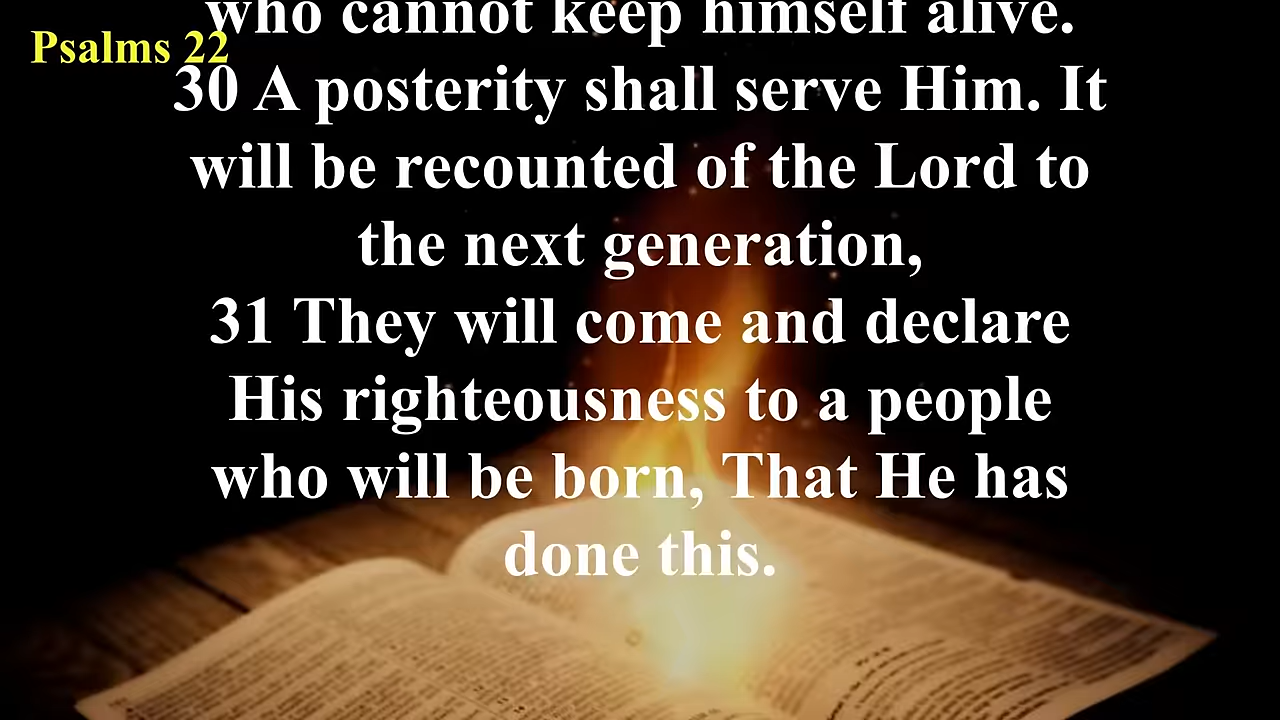 who cannot keep himself alive.
Psalms 22
30 A posterity shall serve Him. It
will be recounted of the Lord to
the next generation,
31 They will come and declare
His righteousness to a people
who will be born, That He has
done this.